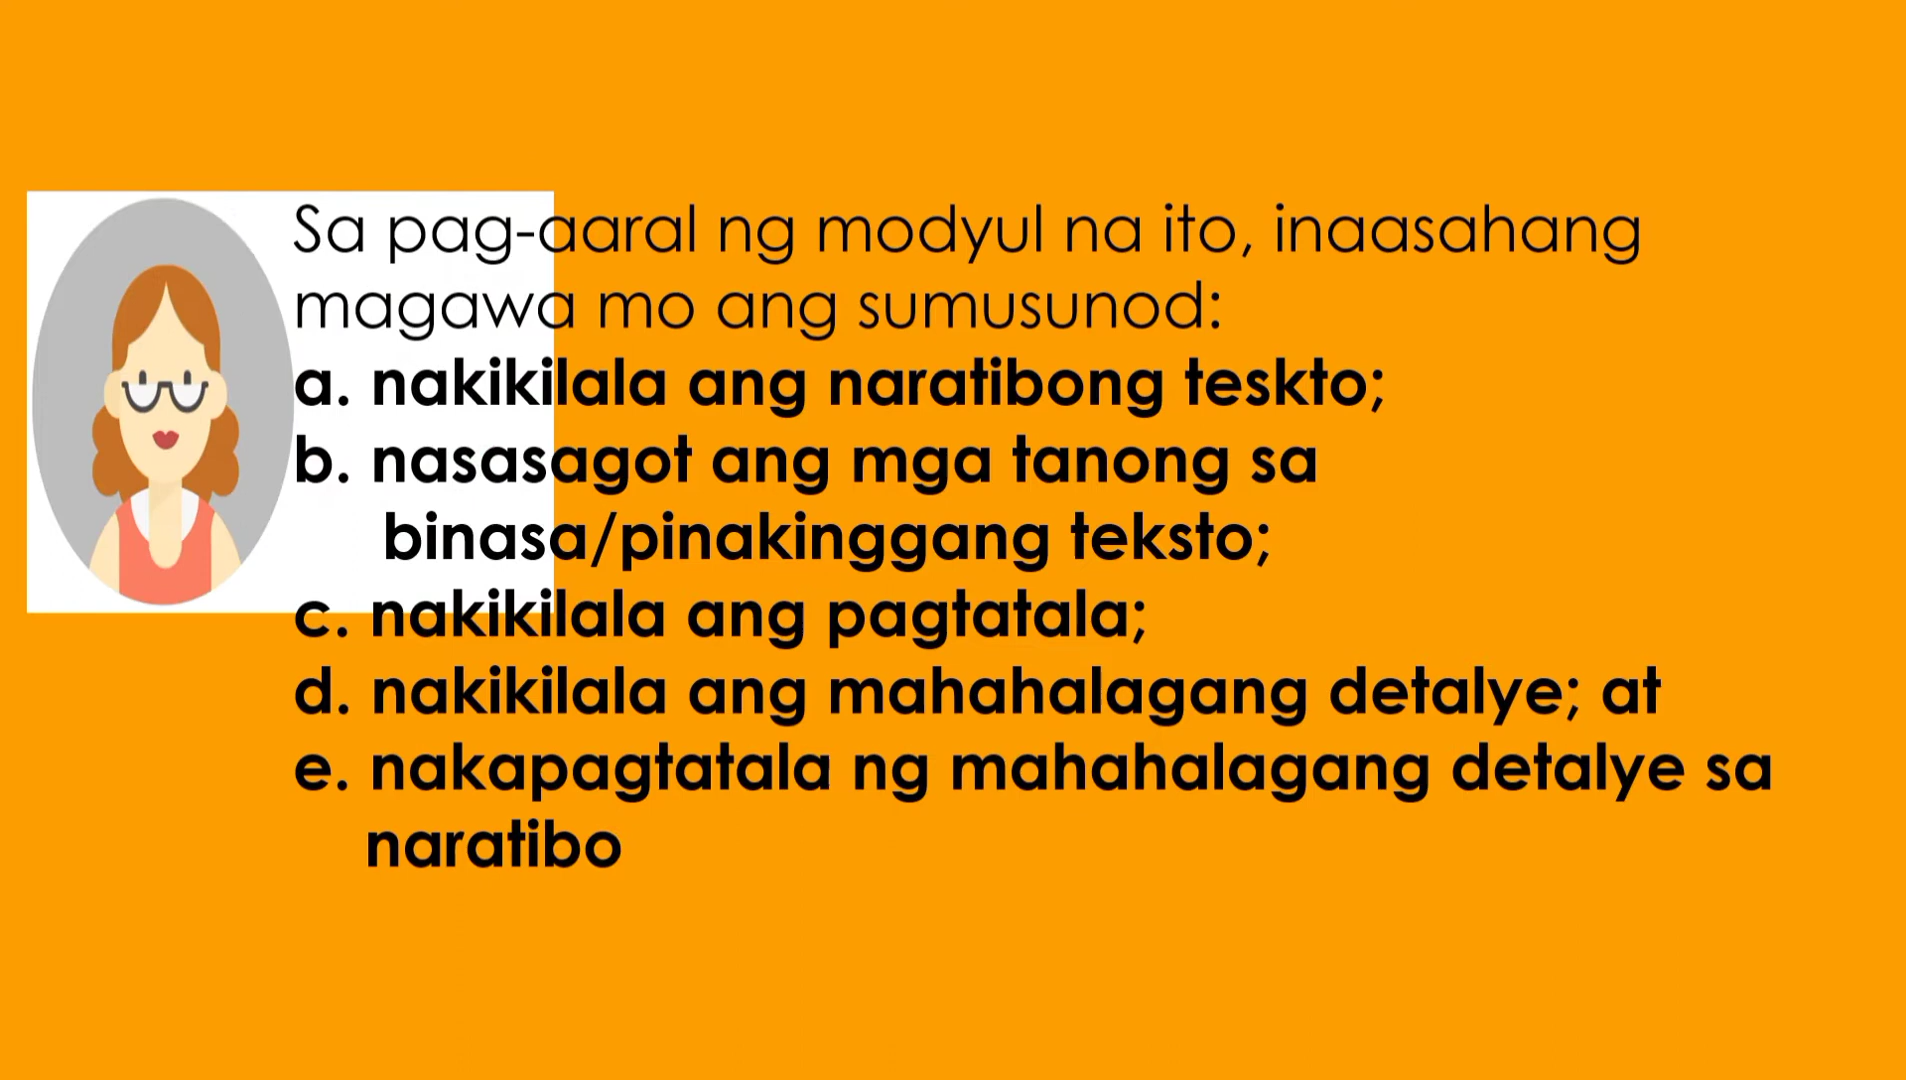 Sa pag-aaral ng modyul na ito, inaasahang
magawa mo ang sumusunod:
a. nakikilala ang naratibong teskto;
b. nasasagot ang mga tanong sa
binasa/pinakinggang teksto;
c. nakikilala ang pagtatala;
d. nakikilala ang mahahalagang detalye; at
e. nakapagtatala ng mahahalagang detalye sa
naratibo